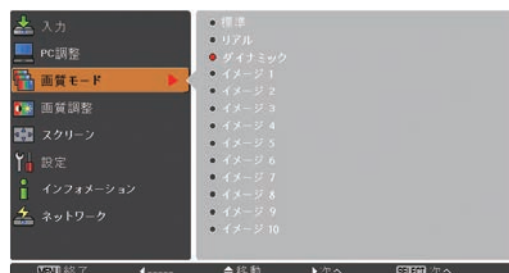 入力
PC調整
画質モード
画質調整
スクリーン
設定
インフォメーション
ネットワーク
標準
リアル
ダイナミック
イメージ 1
イメージ 2
イメージ 3
イメージ 4
イメージ 5
イメージ 6
イメージ 7
イメージ 8
イメージ 9
イメージ 10
MENU 終了 ----- 移動 次へ SELECT 次へ